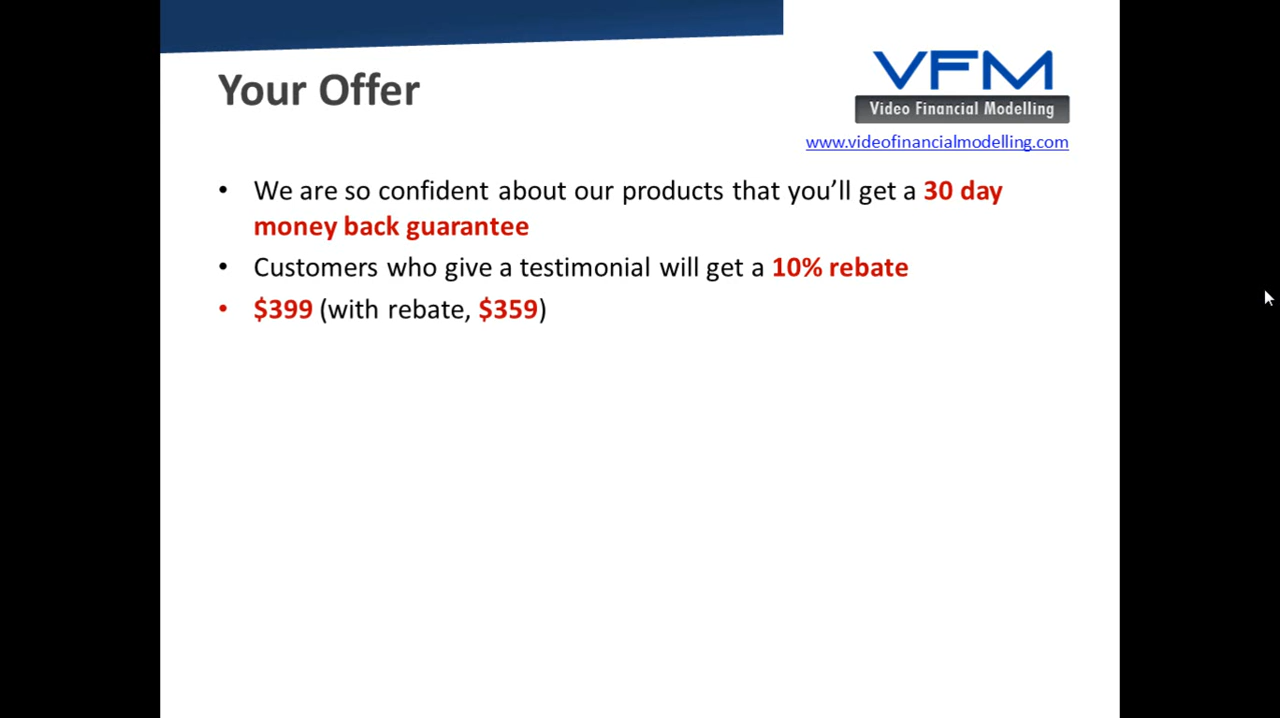 Your Offer
VFM
Video Financial Modelling
www.videofinancialmodelling.com
• We are so confident about our products that you’ll get a 30 day
money back guarantee
• Customers who give a testimonial will get a 10% rebate
• $399 (with rebate, $359)